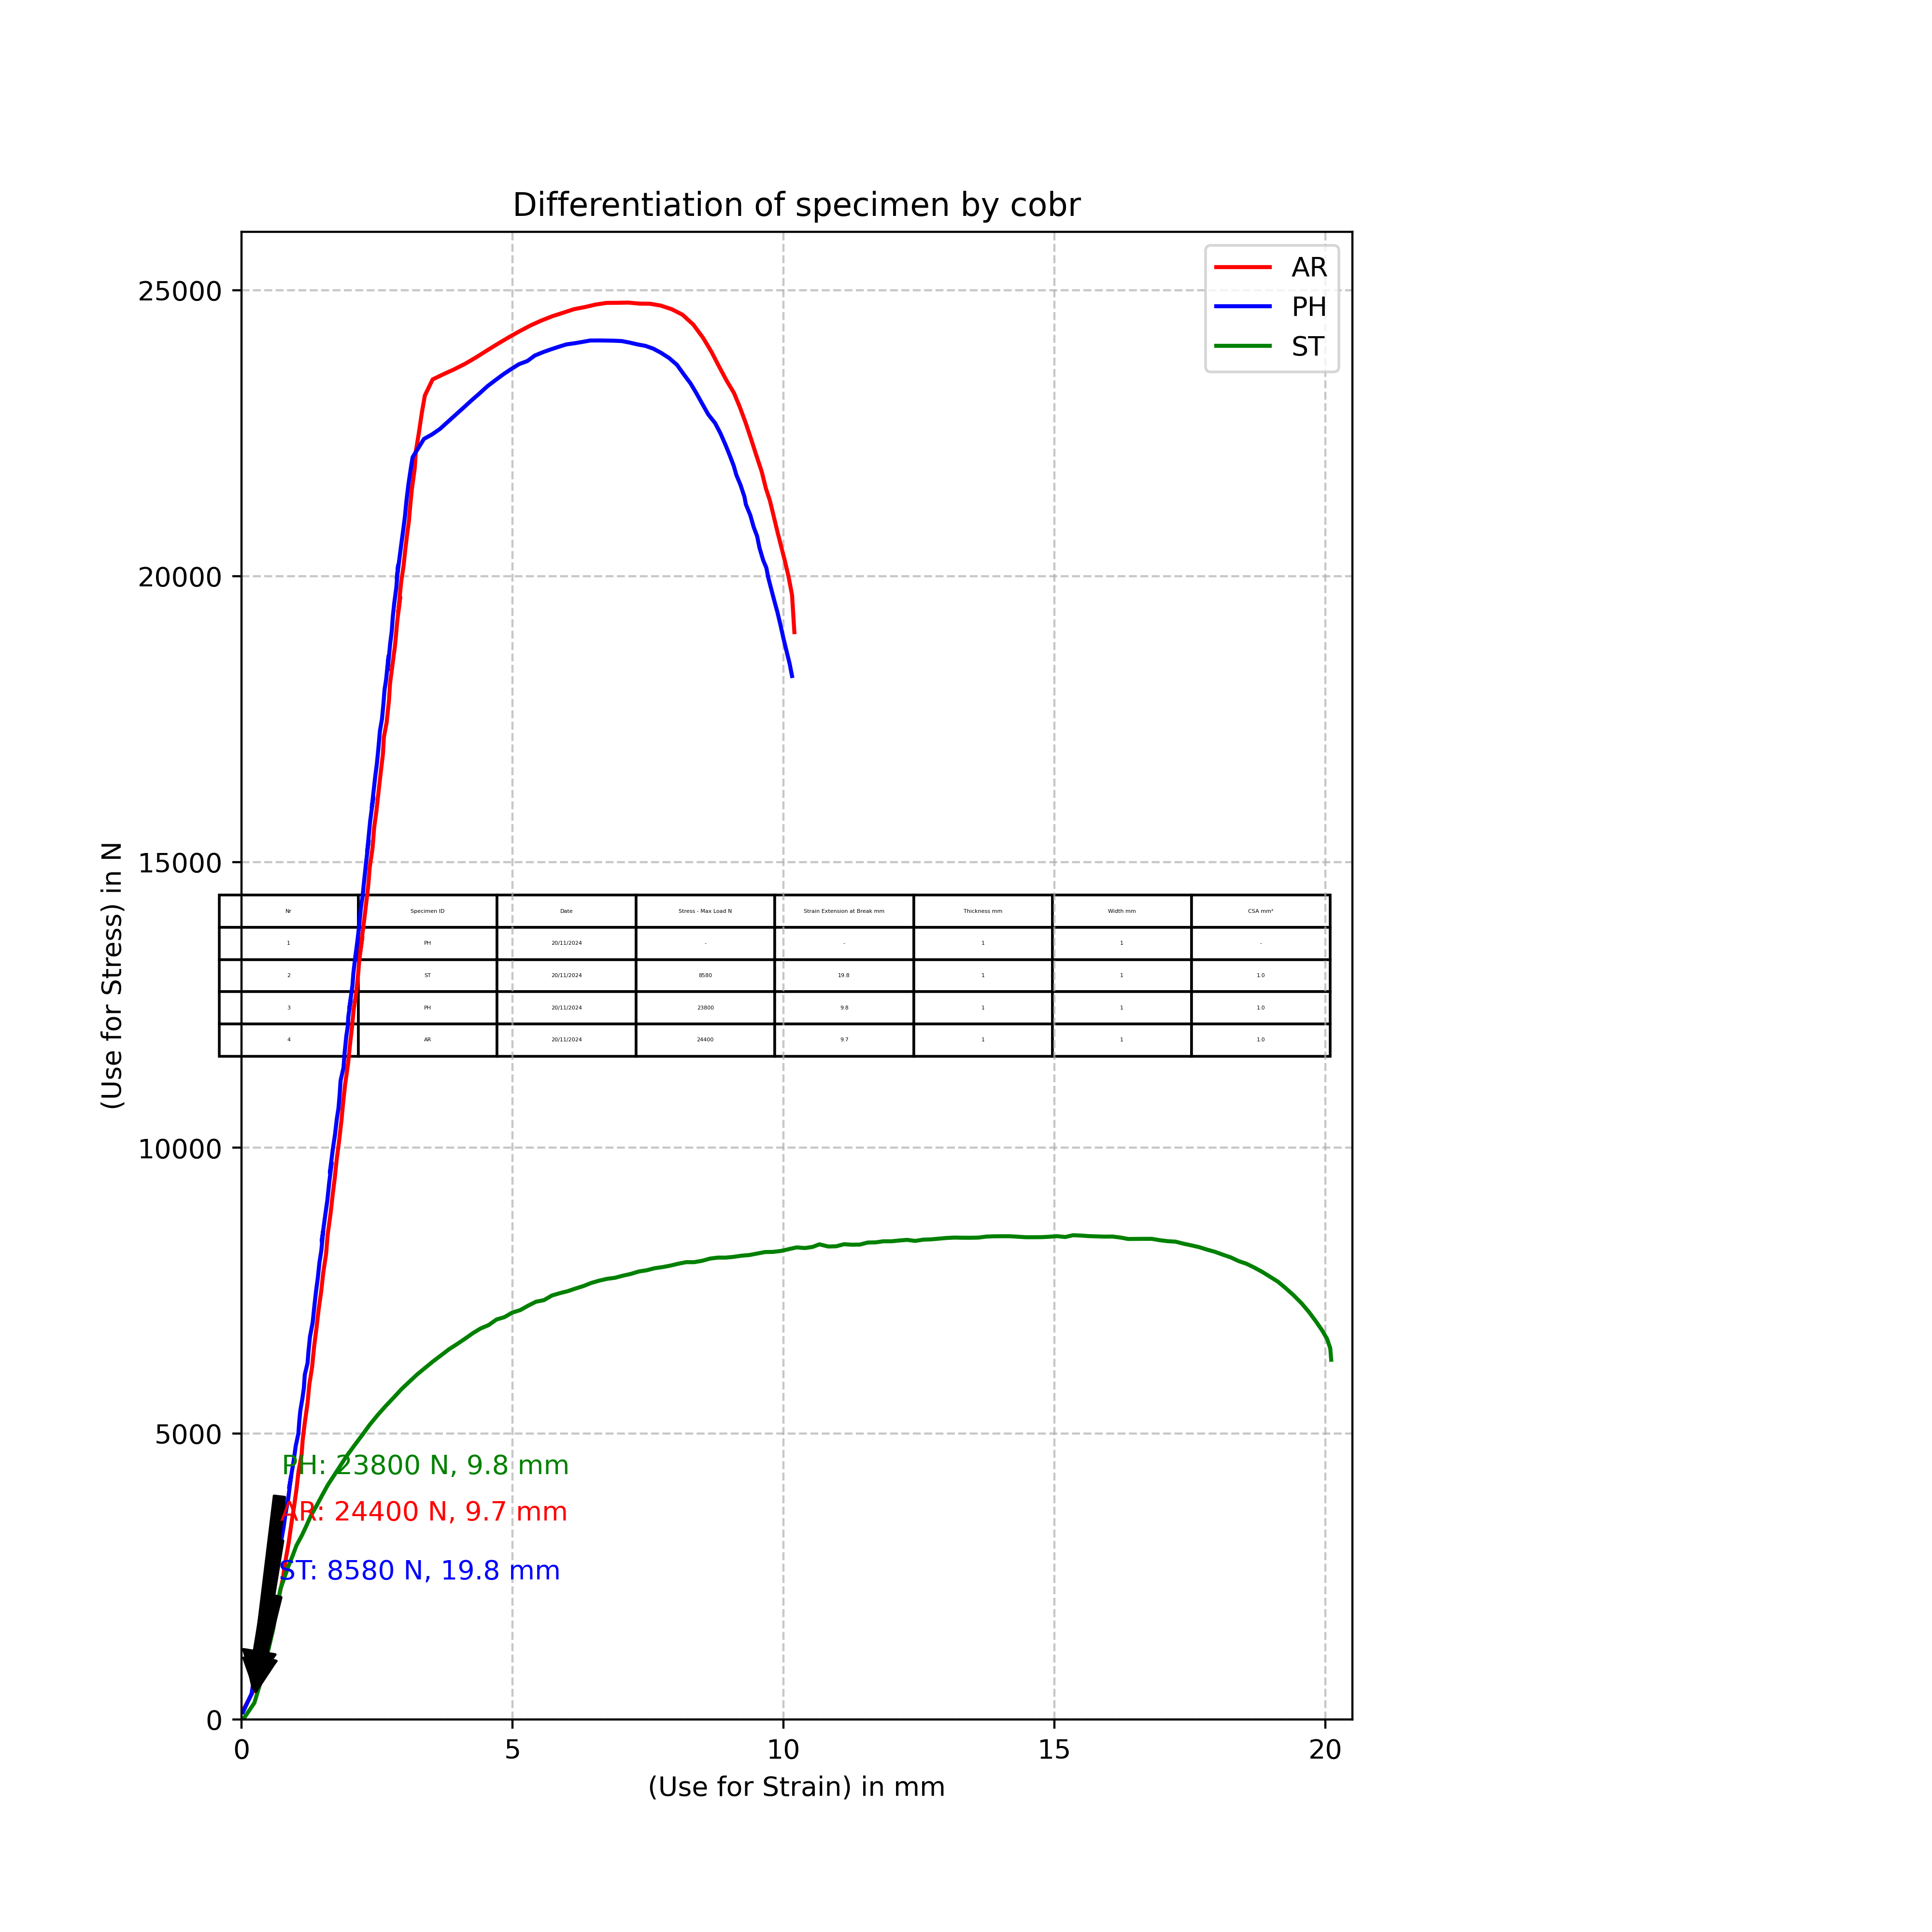 Differentiation of specimen by cobr
AR
PH
ST
25000
20000
15000
10000
5000
0
(Use for Stress) in N
Nr Specimen ID Date Stress - Max Load N Strain Extension at Break mm Thickness mm Width mm CSA mm²
1 PH 20/11/2024 - - 1 1 -
2 ST 20/11/2024 8580 19.8 1 1 1.0
3 PH 20/11/2024 23800 9.8 1 1 1.0
4 AR 20/11/2024 24400 9.7 1 1 1.0
PH: 23800 N, 9.8 mm
AR: 24400 N, 9.7 mm
ST: 8580 N, 19.8 mm
0 5 10 15 20
(Use for Strain) in mm